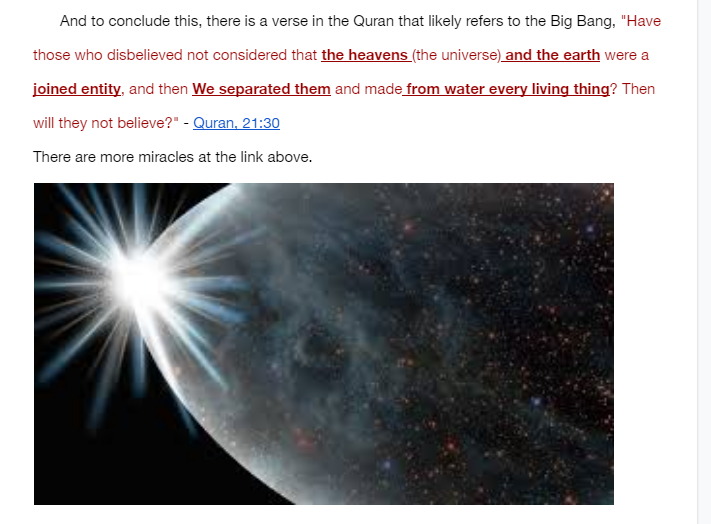 And to conclude this, there is a verse in the Quran that likely refers to the Big Bang, "Have
those who disbelieved not considered that the heavens (the universe) and the earth were a
joined entity, and then We separated them and made from water every living thing? Then
will they not believe?" - Quran, 21:30
There are more miracles at the link above.